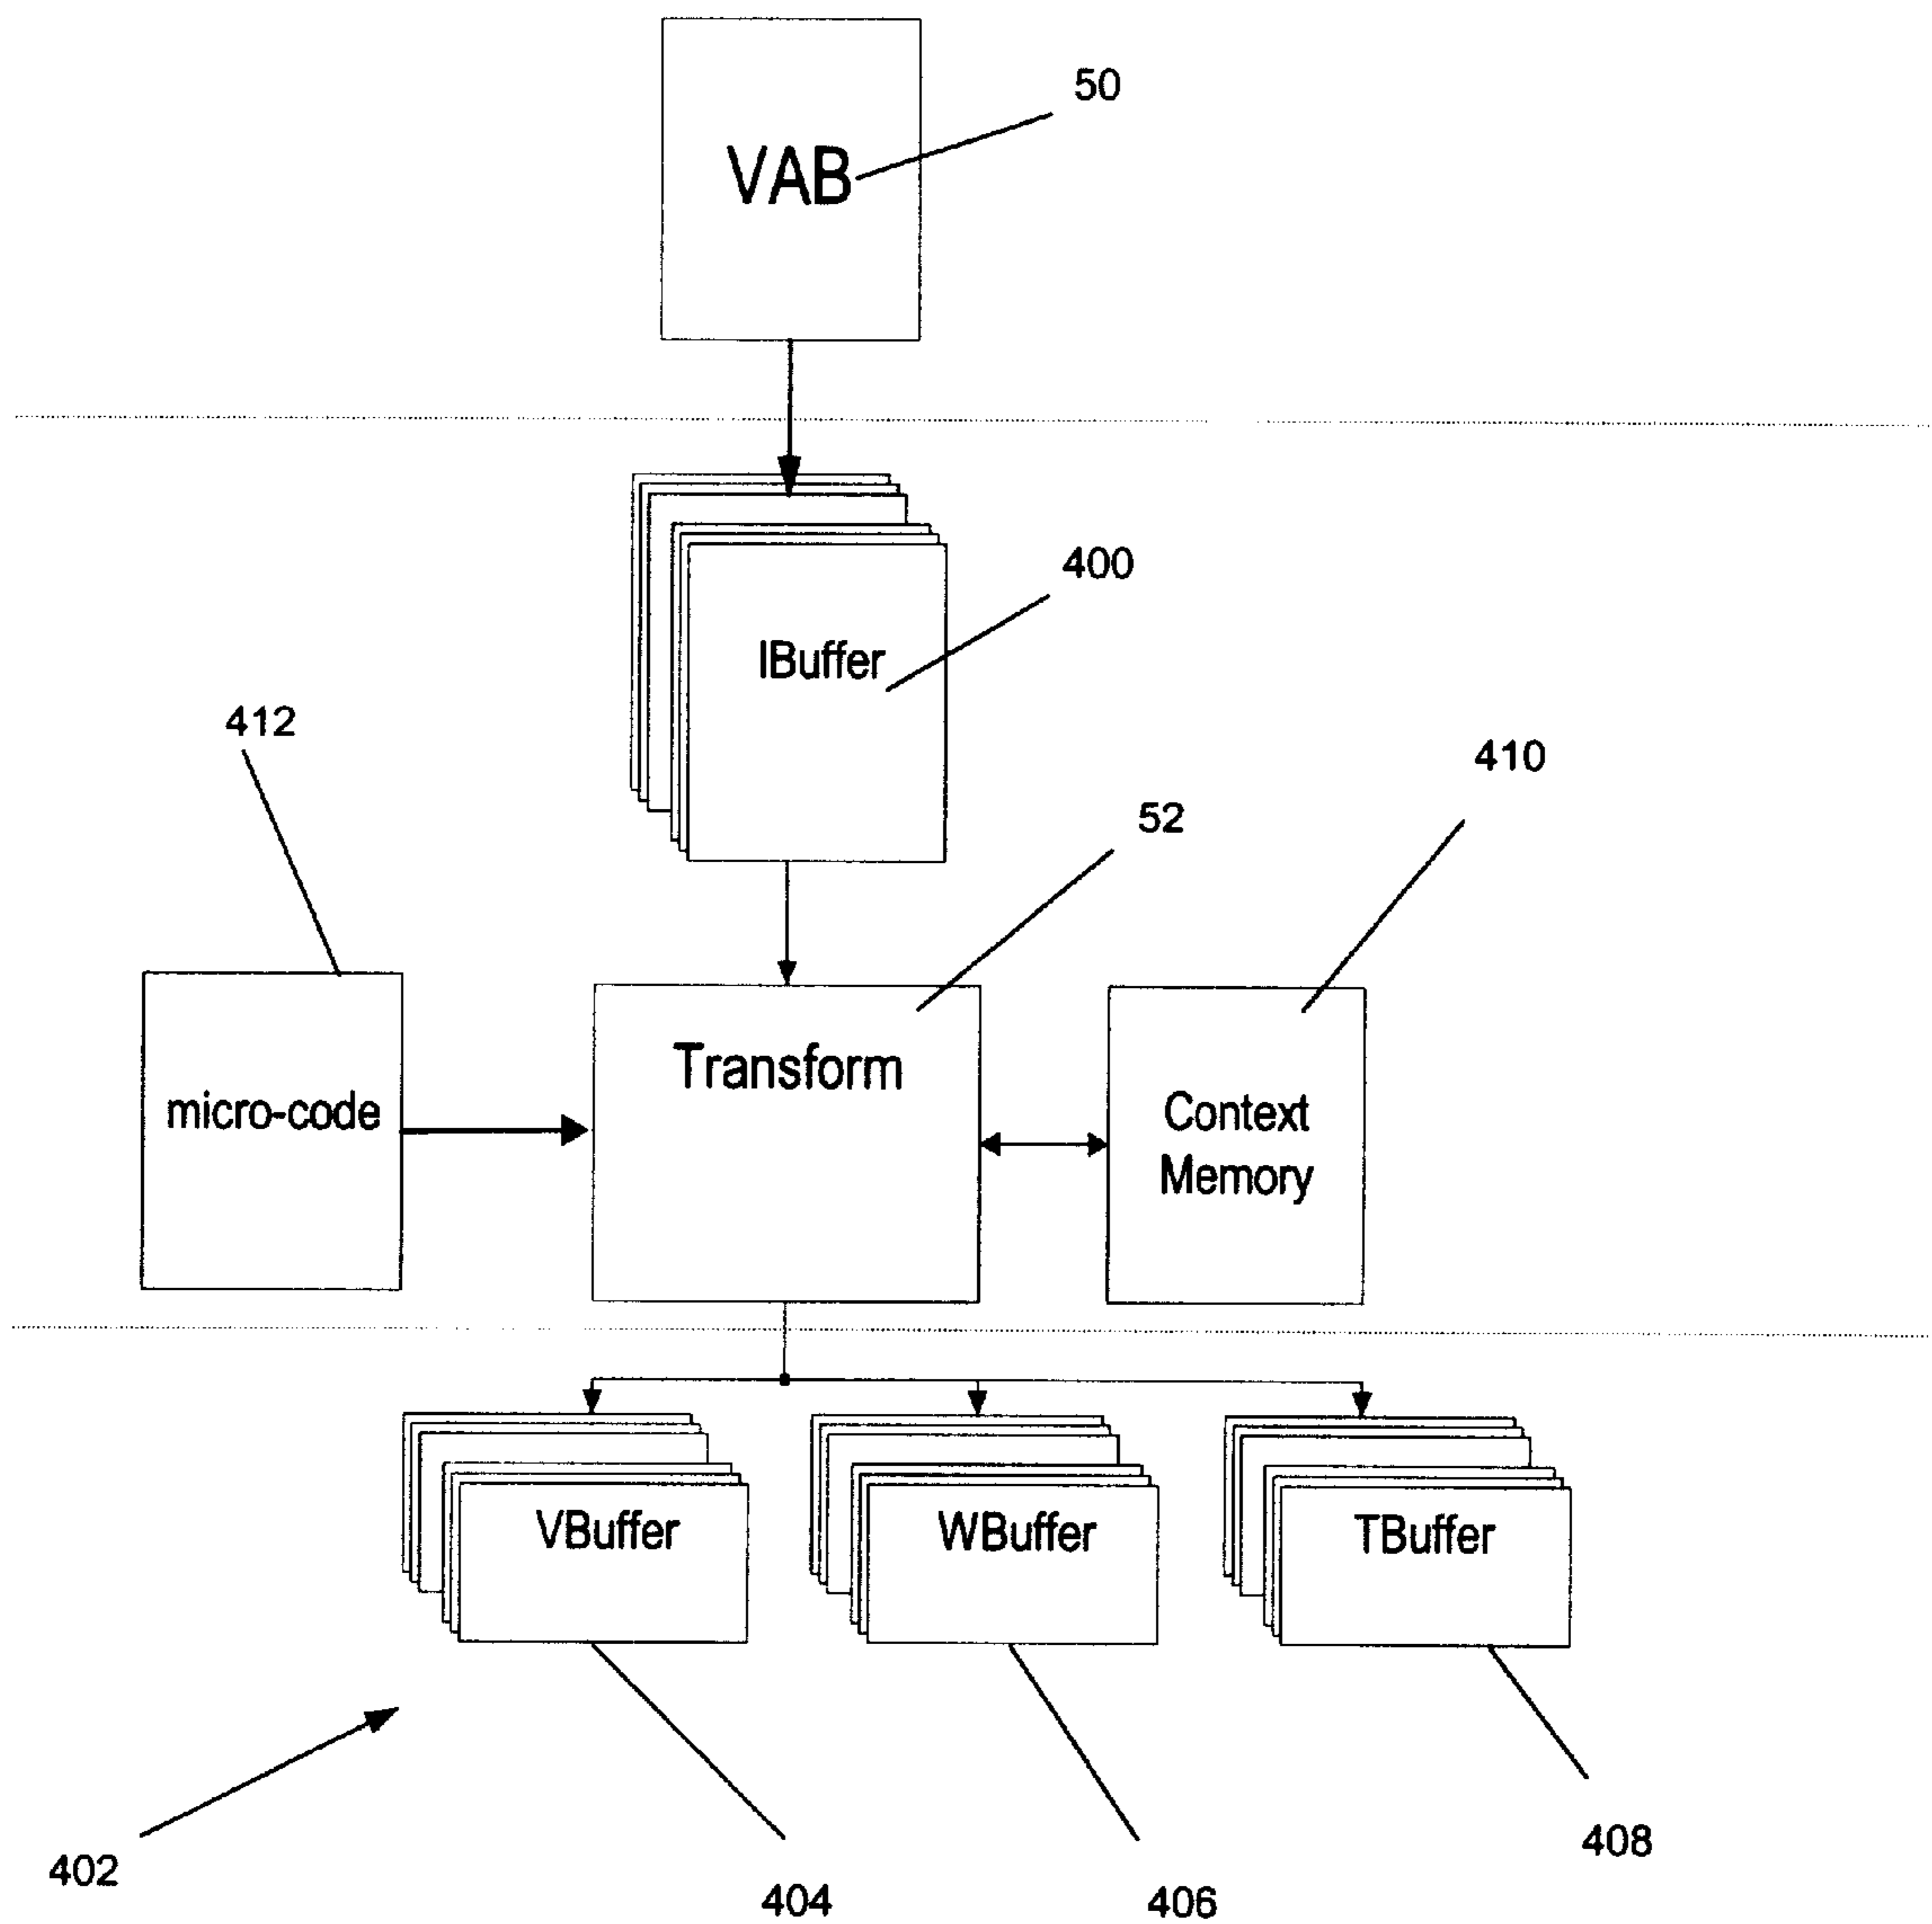 50
VAB
400
IBuffer
412
410
52
Transform
micro-code
Context
Memory
VBuffer
WBuffer
TBuffer
402
404
406
408